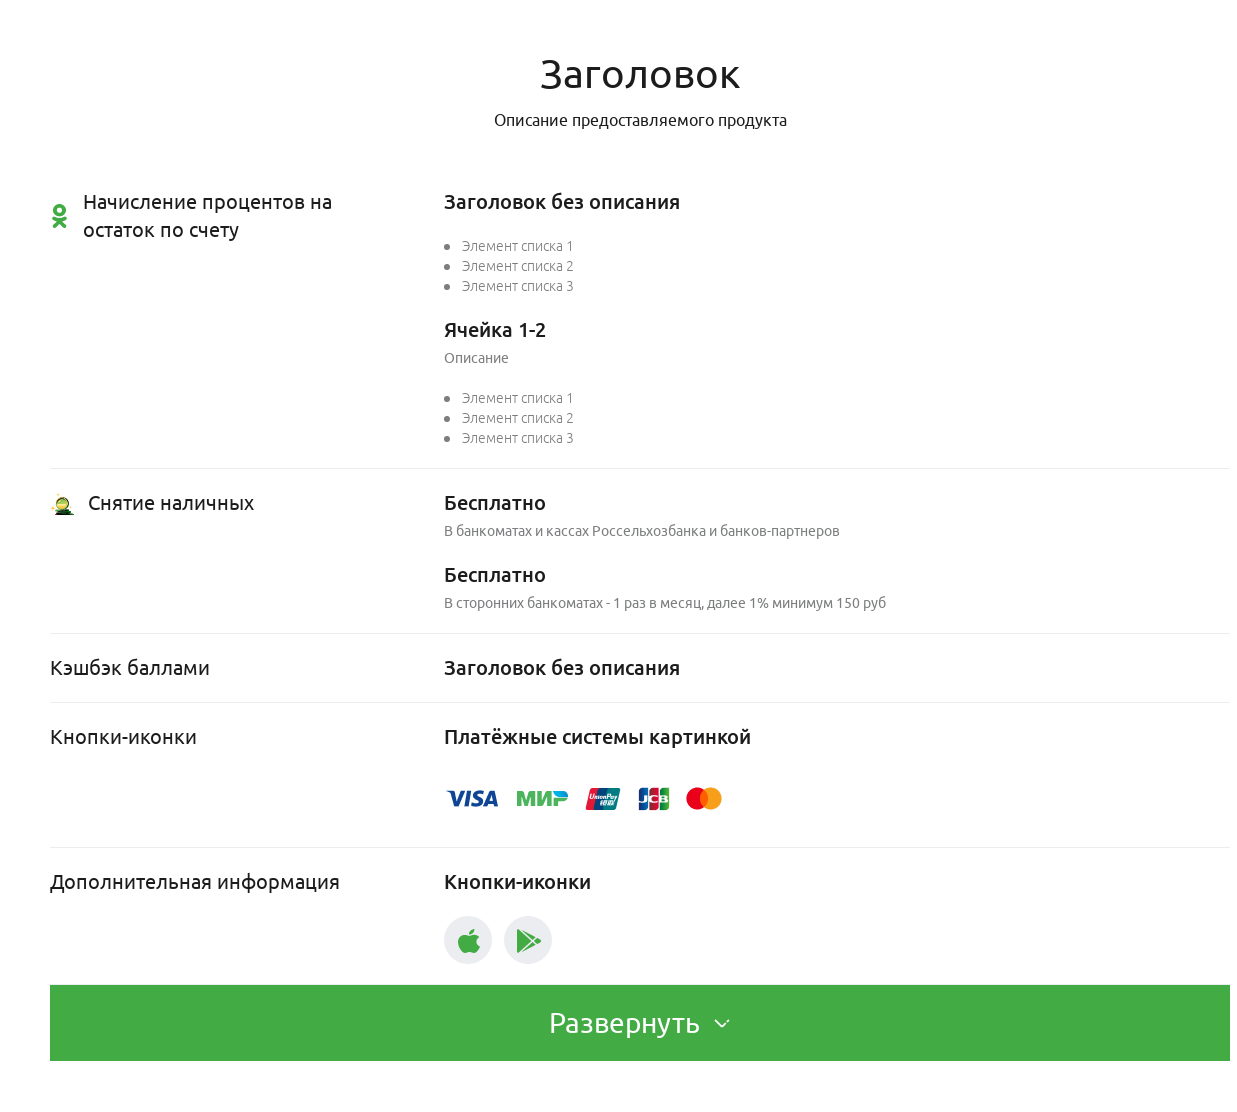 Заголовок
Описание предоставляемого продукта
Начисление процентов на
остаток по счету
Заголовок без описания
Элемент списка 1
Элемент списка 2
Элемент списка 3
Ячейка 1-2
Описание
Элемент списка 1
Элемент списка 2
Элемент списка 3
Снятие наличных
Бесплатно
В банкоматах и кассах Россельхозбанка и банков-партнеров
Бесплатно
В сторонних банкоматах - 1 раз в месяц, далее 1% минимум 150 руб
Кэшбэк баллами
Заголовок без описания
Кнопки-иконки
Платёжные системы картинкой
VISA МИР UnionPay 银联 JCB
Дополнительная информация
Кнопки-иконки
Развернуть